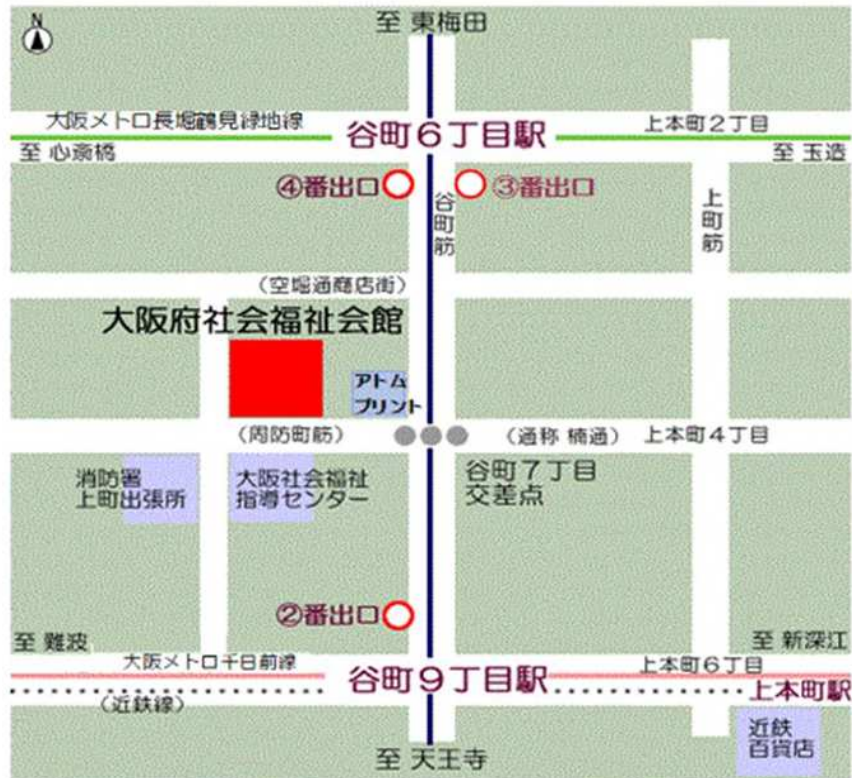 N
至 東梅田
大阪メトロ長堀鶴見緑地線
谷町6丁目駅
上本町2丁目
至 心斎橋
至 玉造
④番出口
③番出口
谷町筋
上町筋
（空堀通商店街）
大阪府社会福祉会館
アトム
プリント
（周防町筋）
（通称 楠通）
上本町4丁目
消防署
上町出張所
大阪社会福祉
指導センター
谷町7丁目
交差点
②番出口
至 難波
至 新深江
大阪メトロ千日前線
上本町6丁目
谷町9丁目駅
上本町駅
（近鉄線）
近鉄
百貨店
至 天王寺